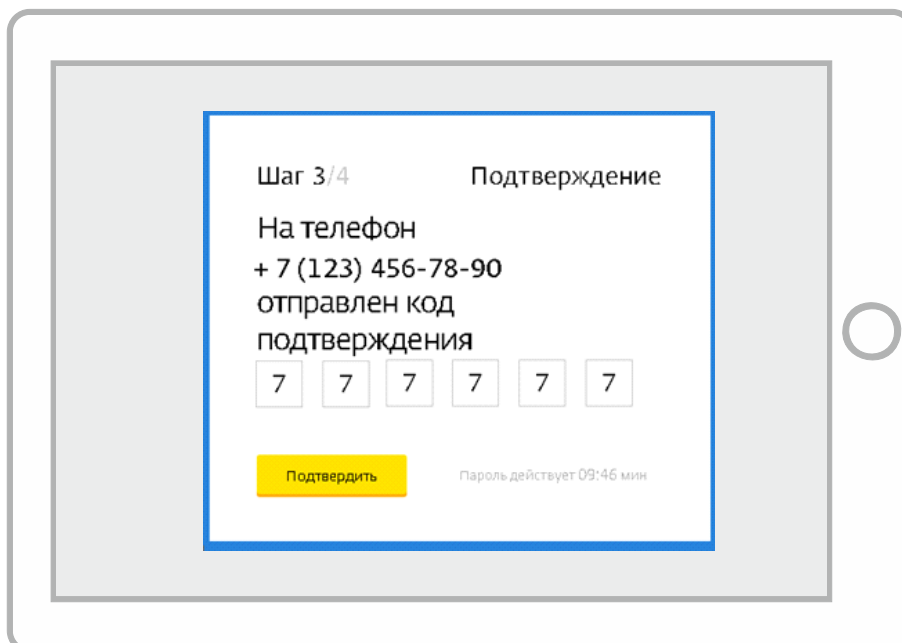 Шаг 3/4 Подтверждение
На телефон
+ 7 (123) 456-78-90
отправлен код
подтверждения
7 7 7 7 7 7
Подтвердить Пароль действует 09:46 мин